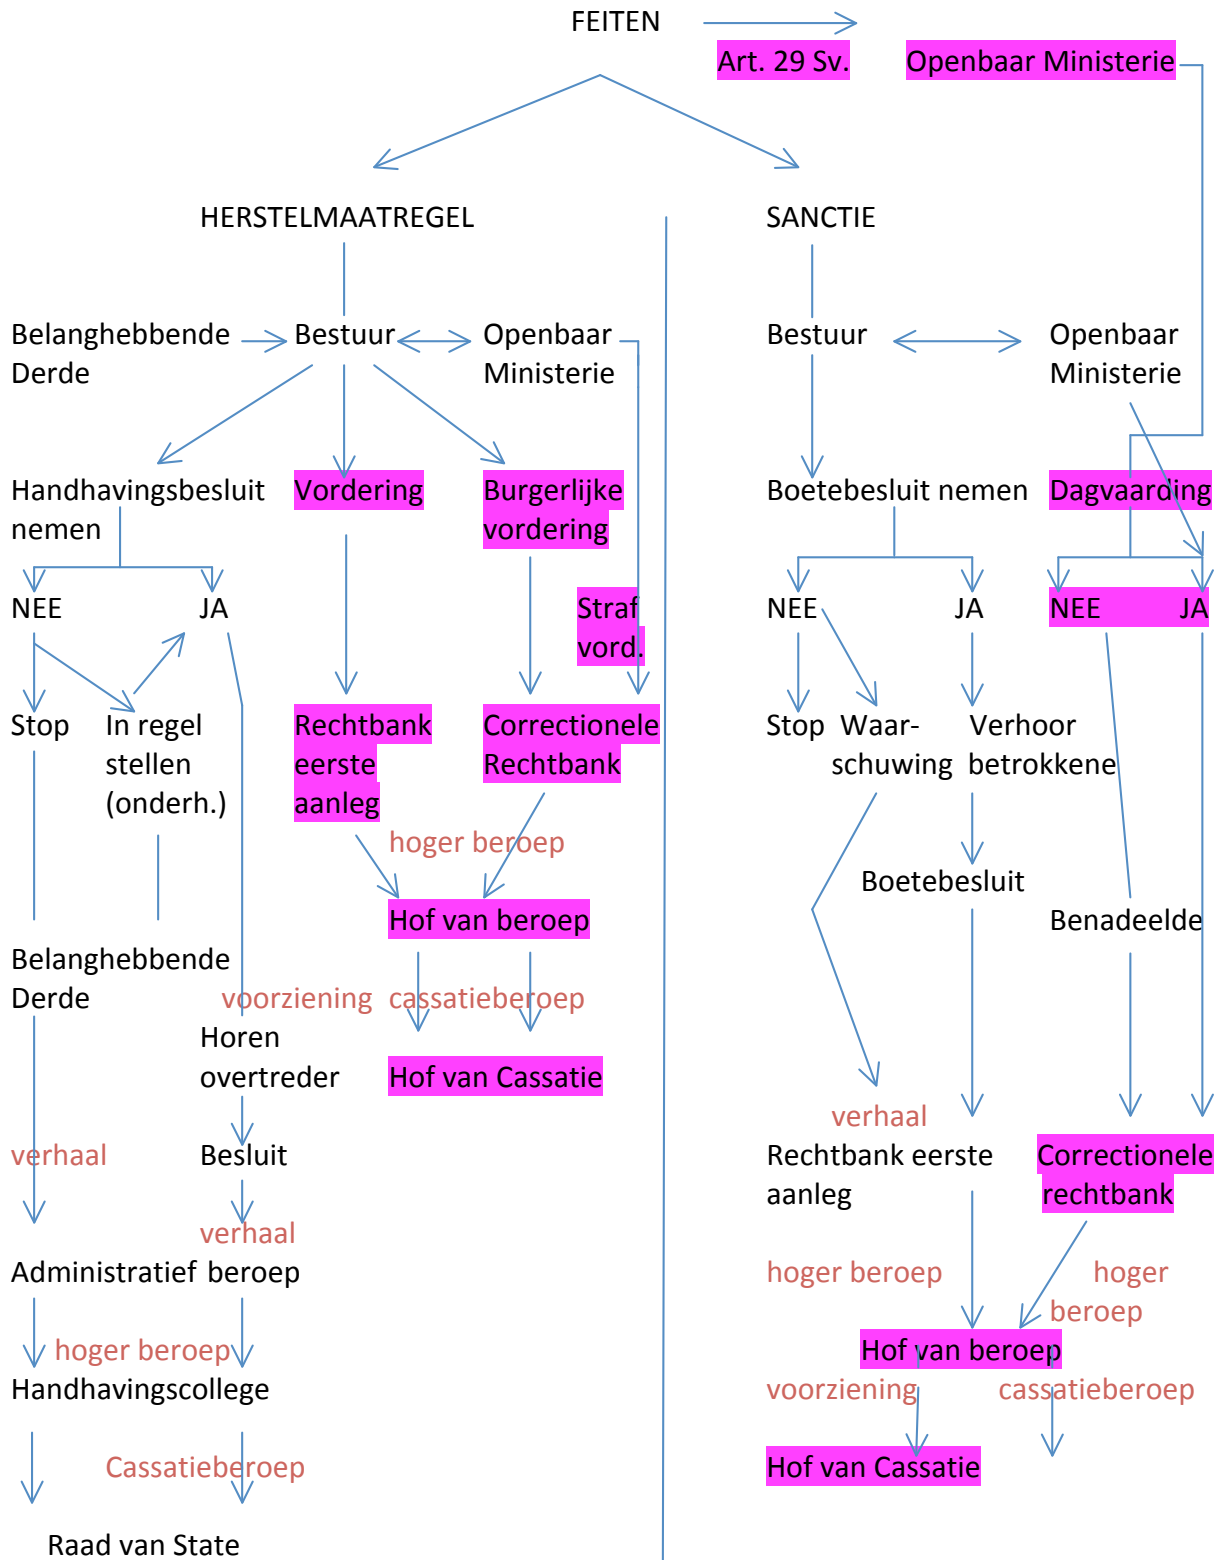 FEITEN
Art. 29 Sv. Openbaar Ministerie
HERSTELMAATREGEL SANCTIE
Belanghebbende Bestuur Openbaar Bestuur Openbaar
Derde Ministerie Ministerie
Handhavingsbesluit Vordering Burgerlijke Boetebesluit nemen Dagvaarding
nemen vordering
NEE JA Straf NEE JA NEE JA
vord.
Stop In regel Rechtbank Correctionele Stop Waar- Verhoor
stellen eerste Rechtbank schuwing betrokkene
(onderh.) aanleg
hoger beroep
Boetebesluit
Hof van beroep Benadeelde
Belanghebbende
Derde voorziening cassatieberoep
Horen
overtreder Hof van Cassatie
verhaal
verhaal Besluit Rechtbank eerste Correctionele
aanleg rechtbank
verhaal
Administratief beroep hoger beroep hoger
beroep
hoger beroep Hof van beroep
Handhavingscollege voorziening cassatieberoep
Cassatieberoep Hof van Cassatie
Raad van State